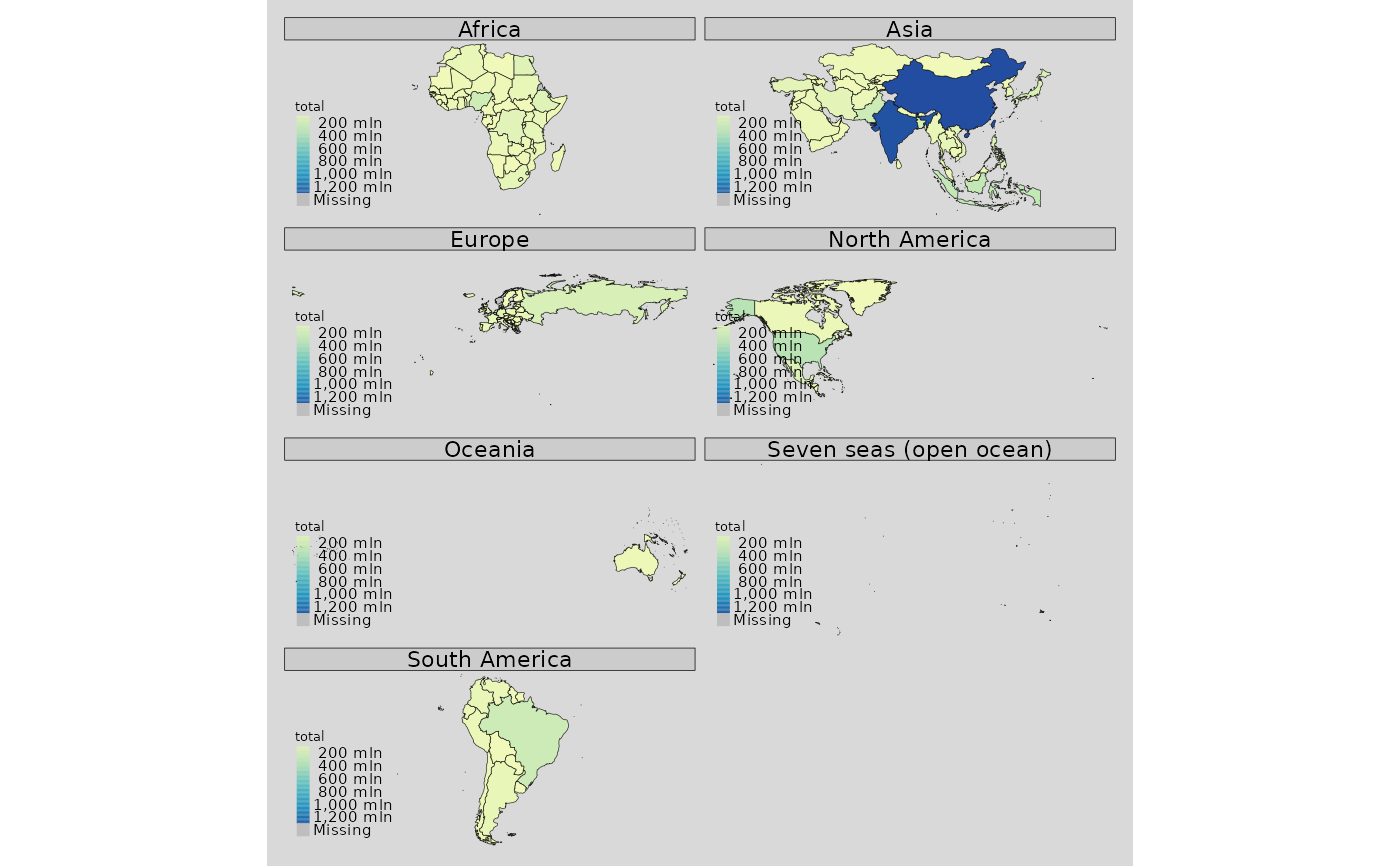 Africa
total
200 mln
400 mln
600 mln
800 mln
1,000 mln
1,200 mln
Missing
Asia
total
200 mln
400 mln
600 mln
800 mln
1,000 mln
1,200 mln
Missing
Europe
total
200 mln
400 mln
600 mln
800 mln
1,000 mln
1,200 mln
Missing
North America
total
200 mln
400 mln
600 mln
800 mln
1,000 mln
1,200 mln
Missing
Oceania
total
200 mln
400 mln
600 mln
800 mln
1,000 mln
1,200 mln
Missing
Seven seas (open ocean)
total
200 mln
400 mln
600 mln
800 mln
1,000 mln
1,200 mln
Missing
South America
total
200 mln
400 mln
600 mln
800 mln
1,000 mln
1,200 mln
Missing